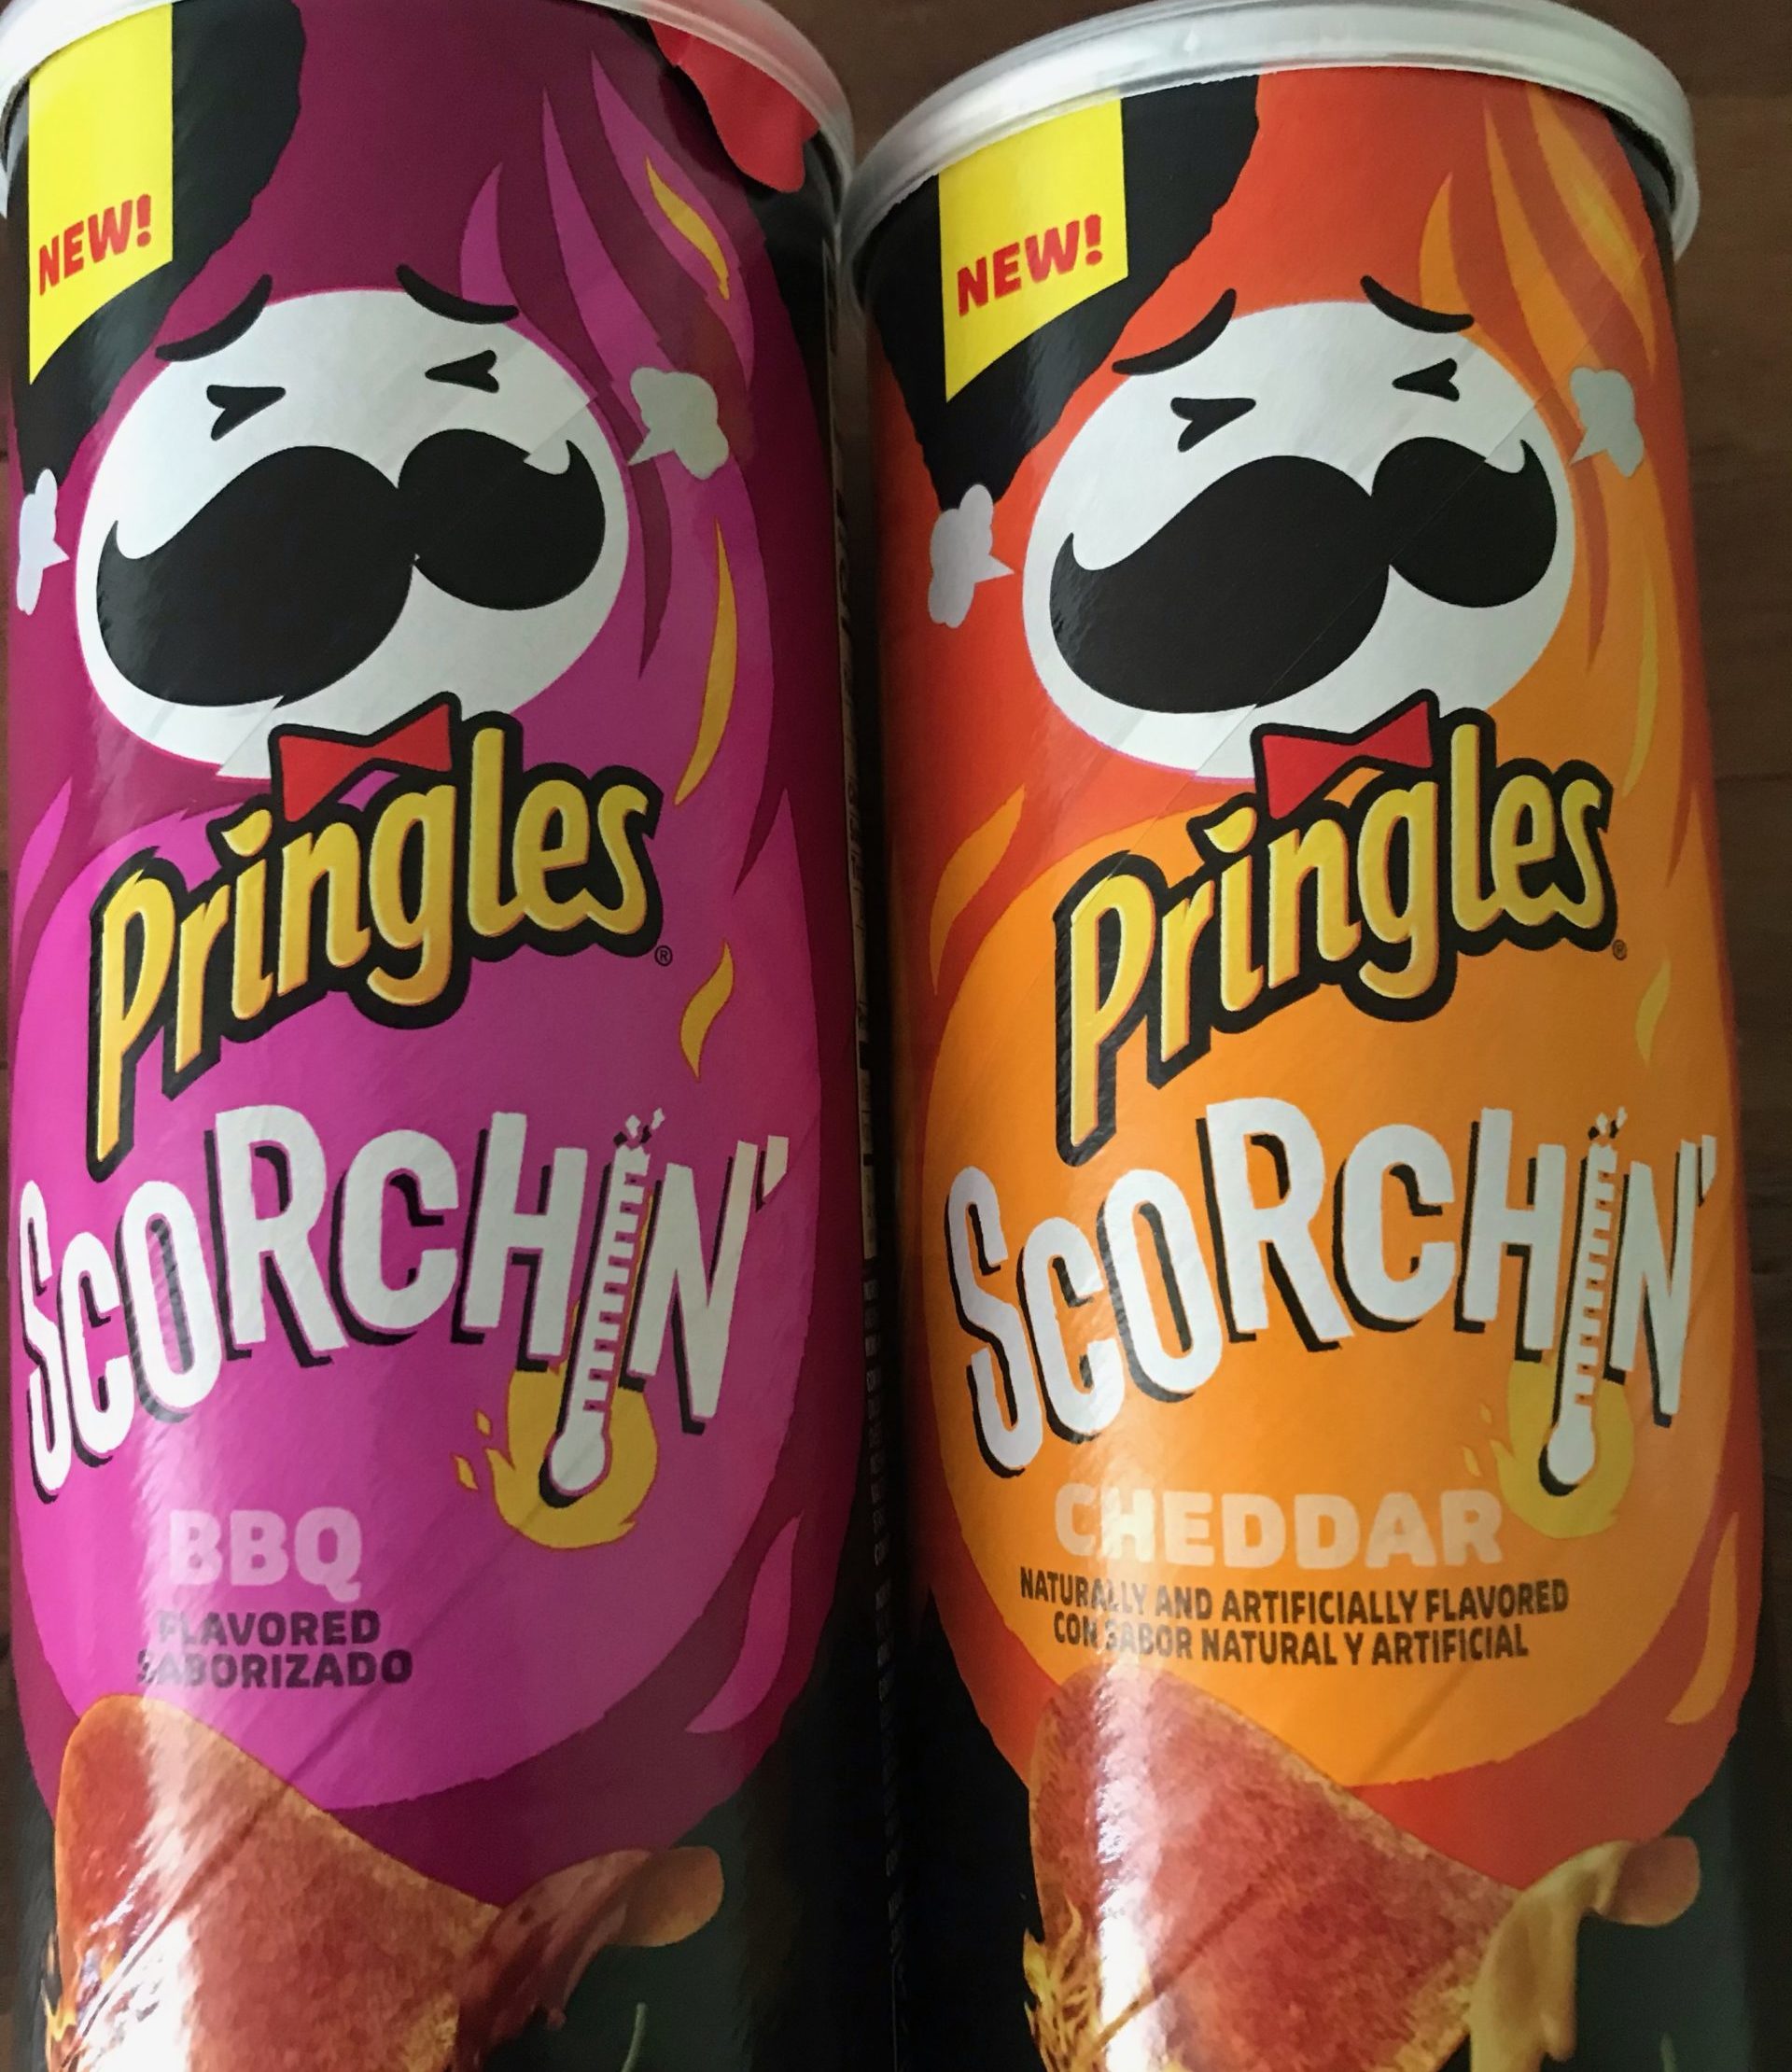 NEW!
Pringles®
SCORCHIN'
BBQ
FLAVORED
SABORIZADO
NEW!
Pringles®
SCORCHIN'
CHEDDAR
NATURALLY AND ARTIFICIALLY FLAVORED
CON SABOR NATURAL Y ARTIFICIAL